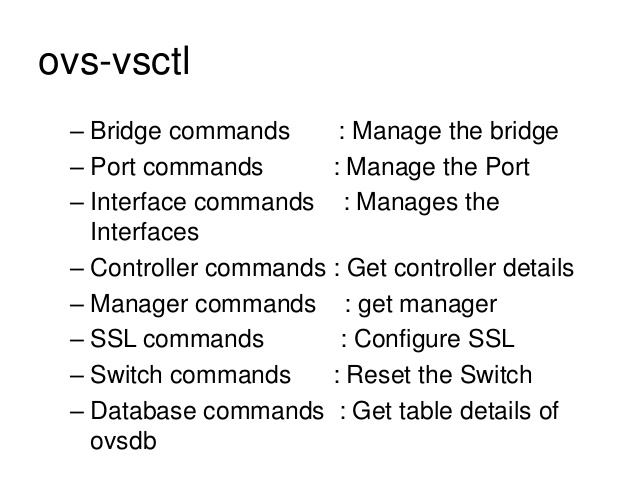 ovs-vsctl
– Bridge commands : Manage the bridge
– Port commands : Manage the Port
– Interface commands : Manages the
Interfaces
– Controller commands : Get controller details
– Manager commands : get manager
– SSL commands : Configure SSL
– Switch commands : Reset the Switch
– Database commands : Get table details of
ovsdb